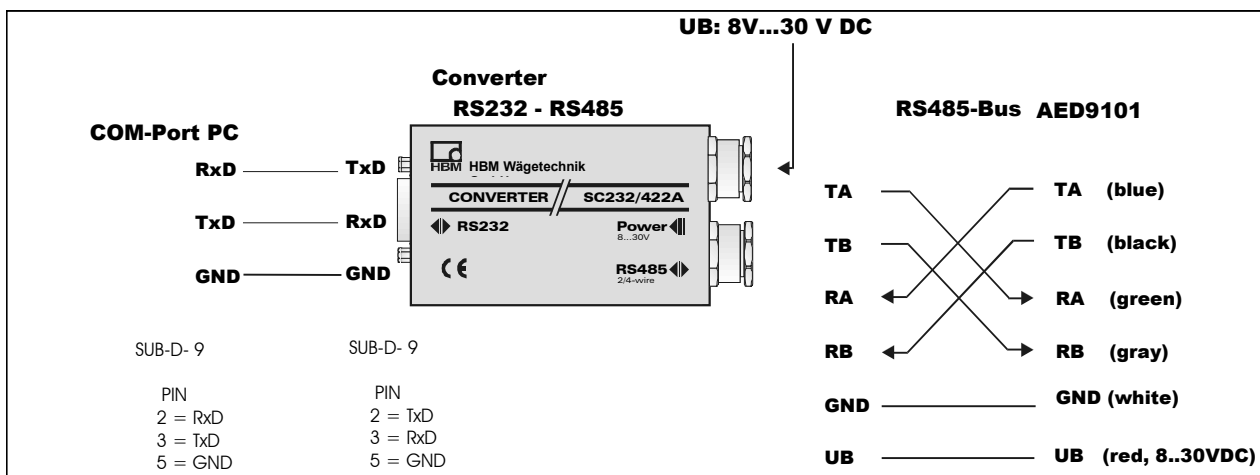 UB: 8V...30 V DC
Converter
RS232 - RS485
RS485-Bus AED9101
COM-Port PC
RxD
TxD
GND
TxD
RxD
GND
HBM
HBM Wägetechnik
CONVERTER
SC232/422A
RS232
Power
8...30V
CE
RS485
2/4-wire
TA
TB
RA
RB
GND
UB
TA (blue)
TB (black)
RA (green)
RB (gray)
GND (white)
UB (red, 8..30VDC)
SUB-D- 9
PIN
2 = RxD
3 = TxD
5 = GND
SUB-D- 9
PIN
2 = TxD
3 = RxD
5 = GND